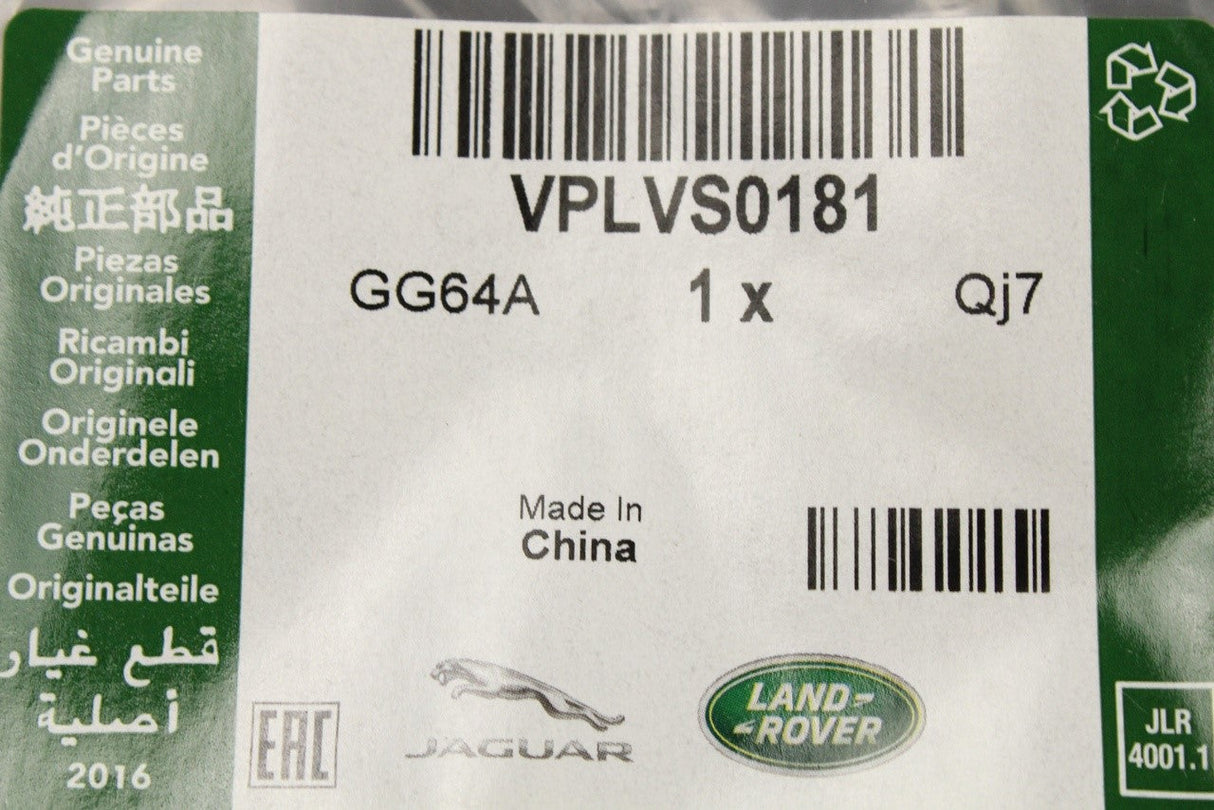 Genuine
Parts
Pièces
d'Origine
純正部品
Piezas
Originales
Ricambi
Originali
Originele
Onderdelen
Peças
Genuinas
Originalteile
قطع غيار
أصلية
2016
VPLVS0181
GG64A 1 x Qj7
Made In
China
EAC
JAGUAR
LAND
ROVER
JLR
4001.1